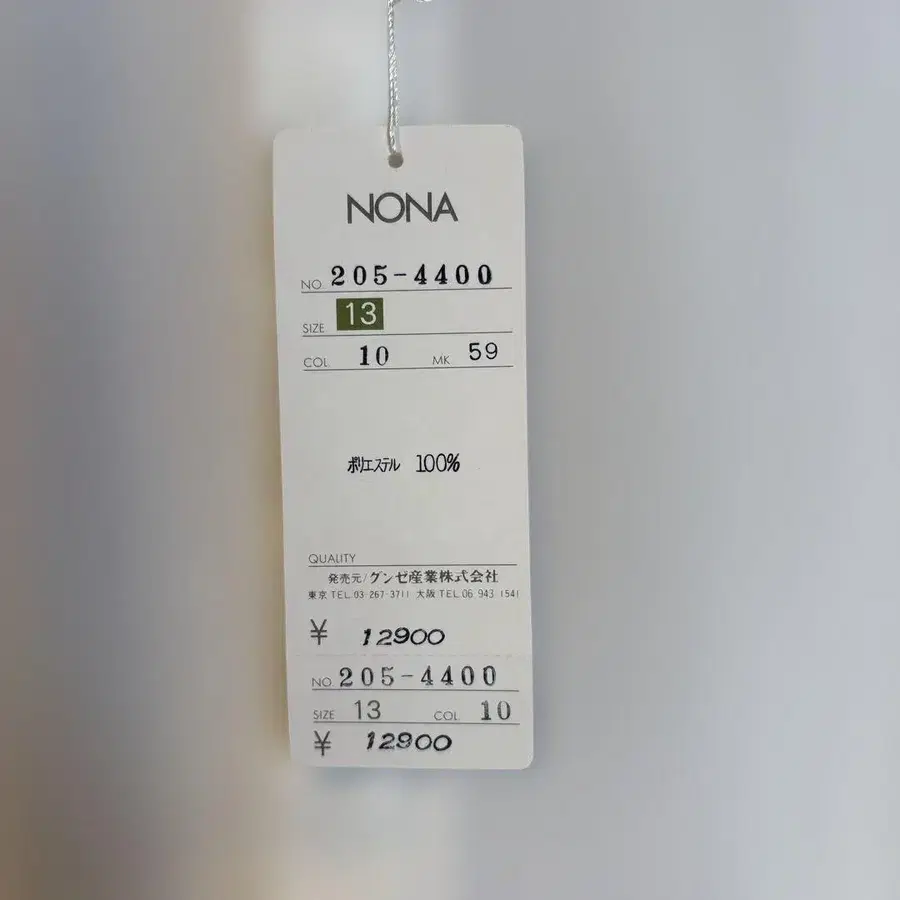 NONA
NO. 205-4400
SIZE 13
COL 10 MK 59
ポリエステル 100%
QUALITY
発売元/グンゼ産業株式会社
東京 TEL.03-267-3711 大阪 TEL.06-943-1541
¥ 12900
NO. 205-4400
SIZE 13 COL 10
¥ 12900